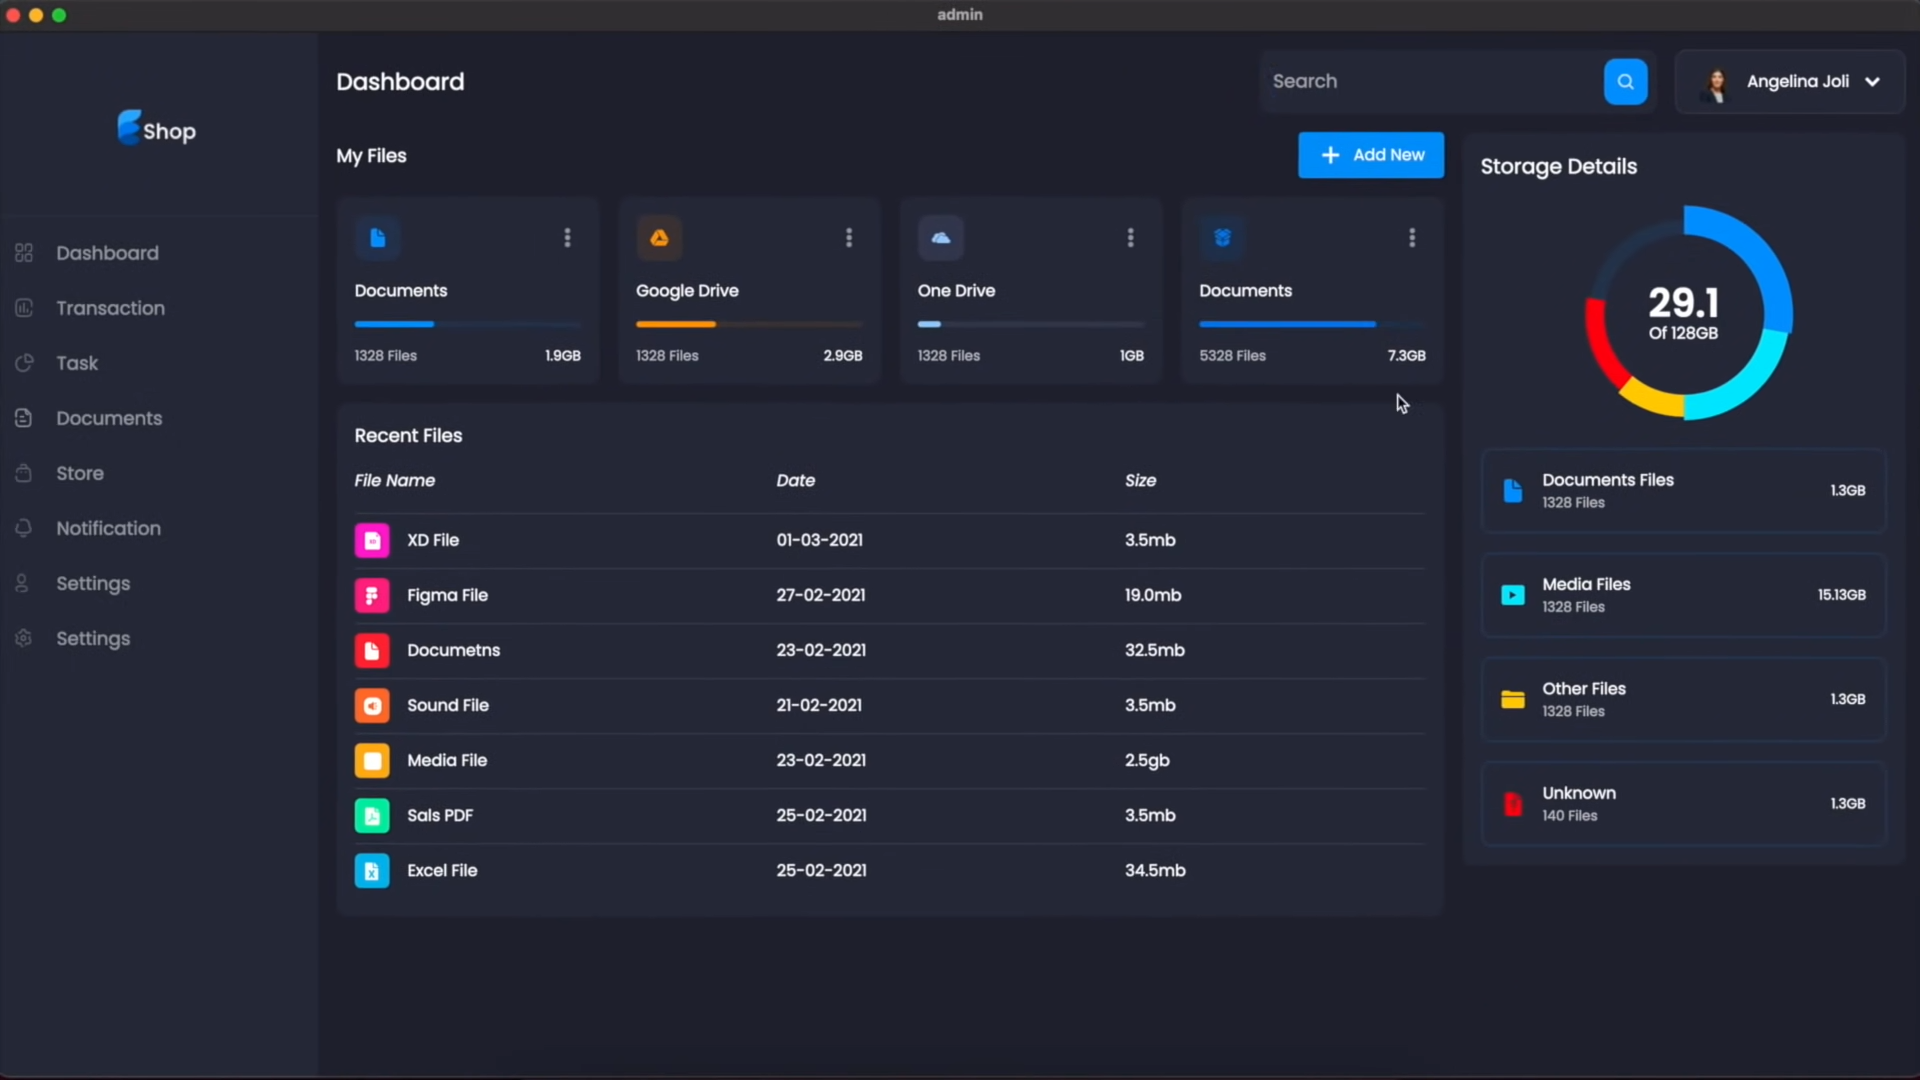 admin
Shop
Dashboard
Transaction
Task
Documents
Store
Notification
Settings
Settings
Dashboard
Search
Angelina Joli
My Files
Add New
Documents
1328 Files 1.9GB
Google Drive
1328 Files 2.9GB
One Drive
1328 Files 1GB
Documents
5328 Files 7.3GB
Recent Files
File Name Date Size
XD File 01-03-2021 3.5mb
Figma File 27-02-2021 19.0mb
Documetns 23-02-2021 32.5mb
Sound File 21-02-2021 3.5mb
Media File 23-02-2021 2.5gb
Sals PDF 25-02-2021 3.5mb
Excel File 25-02-2021 34.5mb
Storage Details
29.1
Of 128GB
Documents Files
1328 Files
1.3GB
Media Files
1328 Files
15.13GB
Other Files
1328 Files
1.3GB
Unknown
140 Files
1.3GB